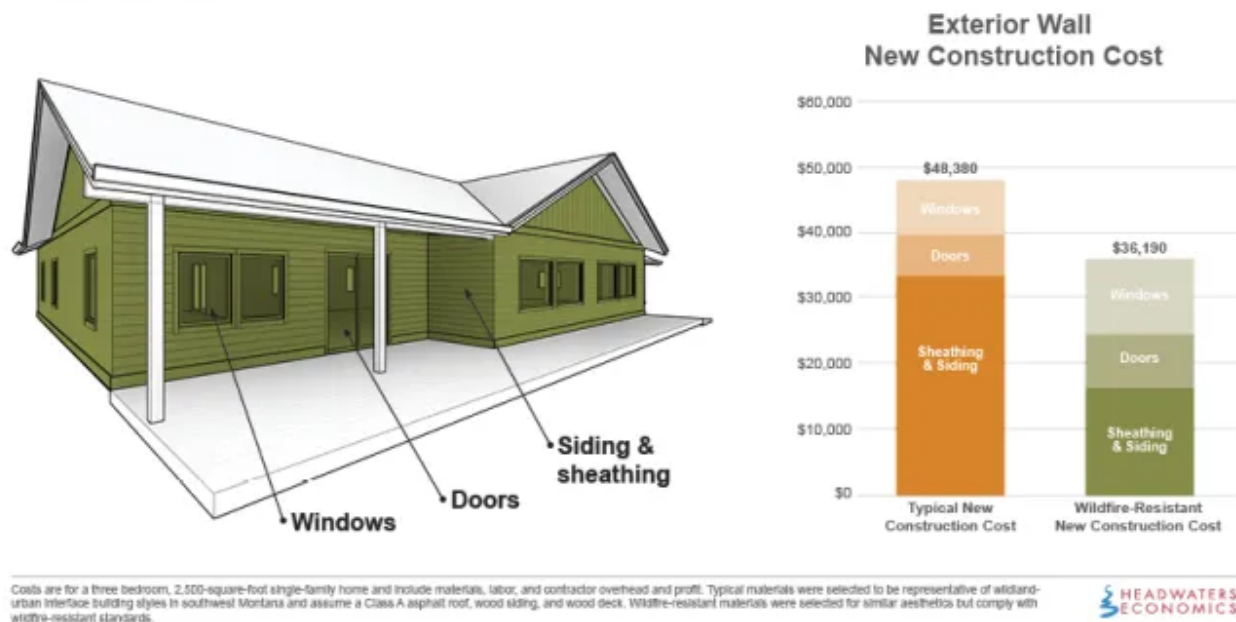 Exterior Wall
New Construction Cost
$60,000
$50,000
$40,000
$30,000
$20,000
$10,000
$0
$48,380
Windows
Doors
Sheathing
& Siding
$36,190
Windows
Doors
Sheathing
& Siding
Typical New
Construction Cost
Wildfire-Resistant
New Construction Cost
Siding &
sheathing
Doors
Windows
Costs are for a three bedroom, 2,500-square-foot single-family home and include materials, labor, and contractor overhead and profit. Typical materials were selected to be representative of wildland-
urban interface building styles in southwest Montana and assume a Class A asphalt roof, wood siding, and wood deck. Wildfire-resistant materials were selected for similar aesthetics but comply with
wildfire-resistant standards.
HEADWATERS
ECONOMICS